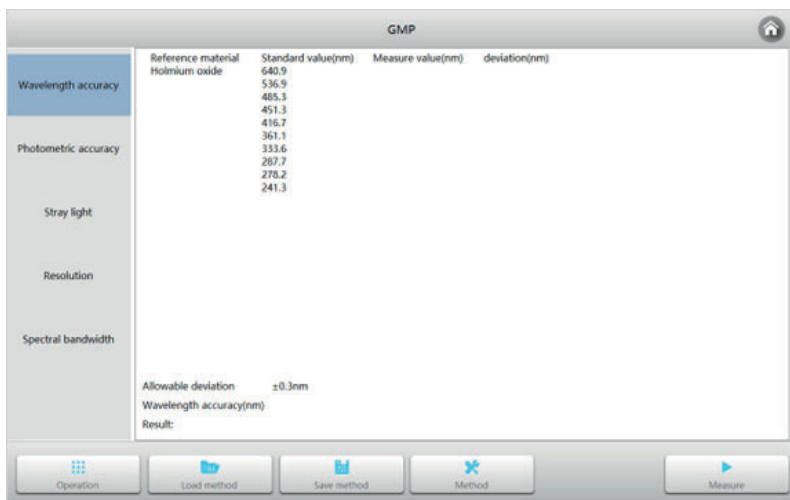 GMP
Wavelength accuracy
Photometric accuracy
Stray light
Resolution
Spectral bandwidth
Reference material Standard value(nm) Measure value(nm) deviation(nm)
Holmium oxide 640.9
536.9
485.3
451.3
416.7
361.1
333.6
287.7
278.2
241.3
Allowable deviation ±0.3nm
Wavelength accuracy(nm)
Result:
Operation
Load method
Save method
Method
Measure